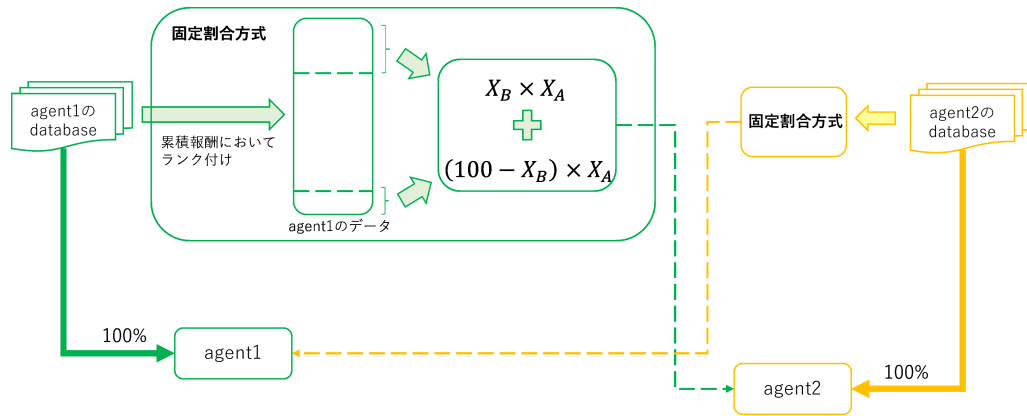 固定割合方式
agent1の
database
累積報酬において
ランク付け
agent1のデータ
X_B × X_A
(100 − X_B) × X_A
固定割合方式
agent2の
database
100%
agent1
agent2
100%